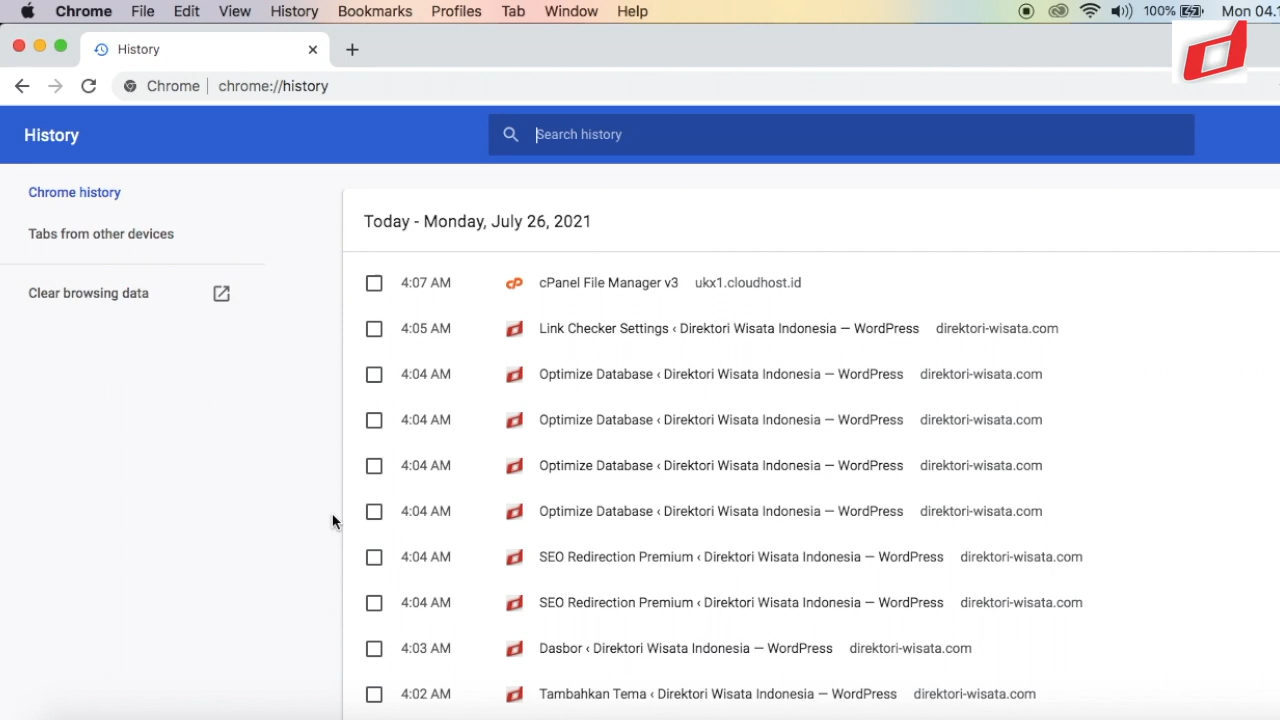 Chrome File Edit View History Bookmarks Profiles Tab Window Help 100% Mon 04.1
History
Chrome chrome://history
History Search history
Chrome history
Tabs from other devices
Clear browsing data
Today - Monday, July 26, 2021
4:07 AM cPanel File Manager v3 ukx1.cloudhost.id
4:05 AM Link Checker Settings ‹ Direktori Wisata Indonesia — WordPress direktori-wisata.com
4:04 AM Optimize Database ‹ Direktori Wisata Indonesia — WordPress direktori-wisata.com
4:04 AM Optimize Database ‹ Direktori Wisata Indonesia — WordPress direktori-wisata.com
4:04 AM Optimize Database ‹ Direktori Wisata Indonesia — WordPress direktori-wisata.com
4:04 AM Optimize Database ‹ Direktori Wisata Indonesia — WordPress direktori-wisata.com
4:04 AM SEO Redirection Premium ‹ Direktori Wisata Indonesia — WordPress direktori-wisata.com
4:04 AM SEO Redirection Premium ‹ Direktori Wisata Indonesia — WordPress direktori-wisata.com
4:03 AM Dasbor ‹ Direktori Wisata Indonesia — WordPress direktori-wisata.com
4:02 AM Tambahkan Tema ‹ Direktori Wisata Indonesia — WordPress direktori-wisata.com